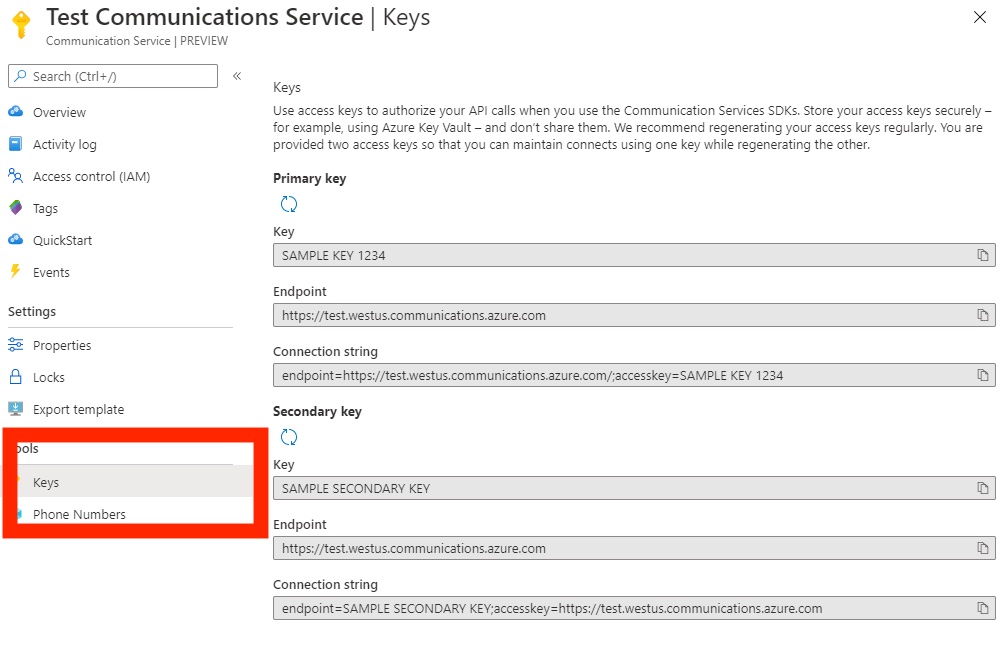 Test Communications Service | Keys
Communication Service | PREVIEW
Search (Ctrl+/)
«
Overview
Activity log
Access control (IAM)
Tags
QuickStart
Events
Settings
Properties
Locks
Export template
ools
Keys
Phone Numbers
Keys
Use access keys to authorize your API calls when you use the Communication Services SDKs. Store your access keys securely –
for example, using Azure Key Vault – and don't share them. We recommend regenerating your access keys regularly. You are
provided two access keys so that you can maintain connects using one key while regenerating the other.
Primary key
Key
SAMPLE KEY 1234
Endpoint
https://test.westus.communications.azure.com
Connection string
endpoint=https://test.westus.communications.azure.com/;accesskey=SAMPLE KEY 1234
Secondary key
Key
SAMPLE SECONDARY KEY
Endpoint
https://test.westus.communications.azure.com
Connection string
endpoint=SAMPLE SECONDARY KEY;accesskey=https://test.westus.communications.azure.com